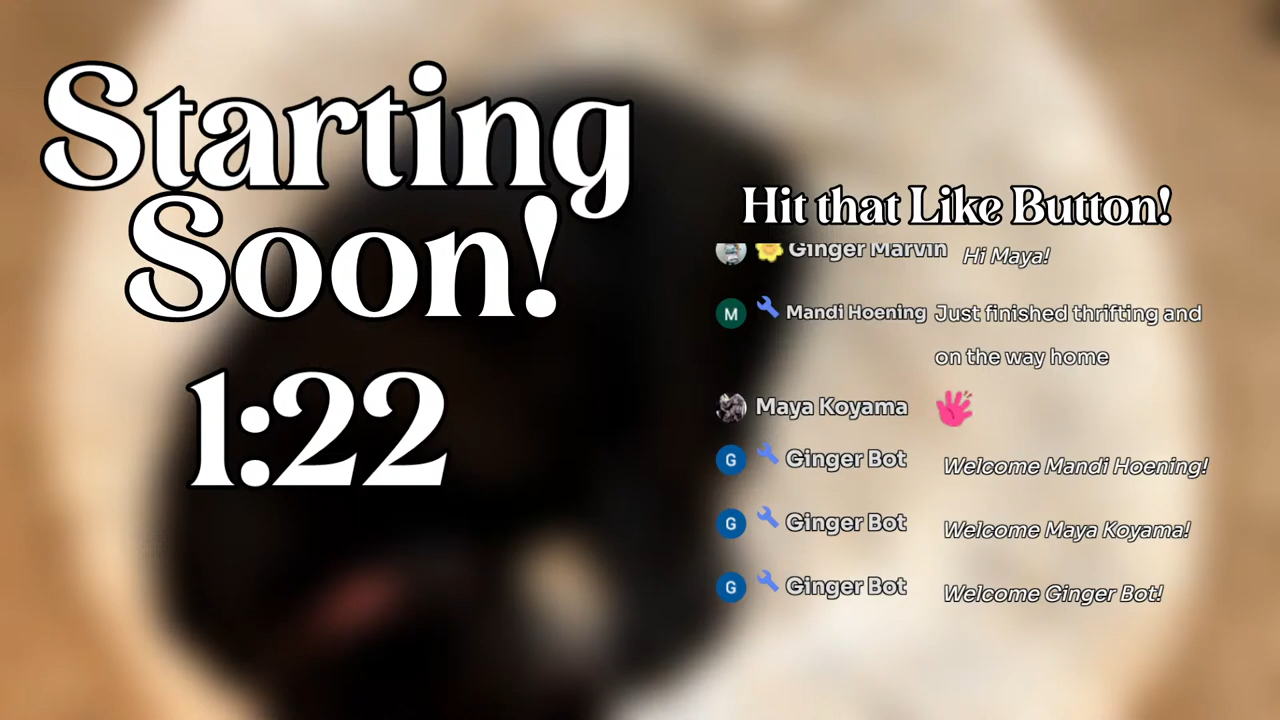 Starting
Soon!
1:22
Hit that Like Button!
Ginger Marvin Hi Maya!
M Mandi Hoening Just finished thrifting and
on the way home
Maya Koyama
G Ginger Bot Welcome Mandi Hoening!
G Ginger Bot Welcome Maya Koyama!
G Ginger Bot Welcome Ginger Bot!